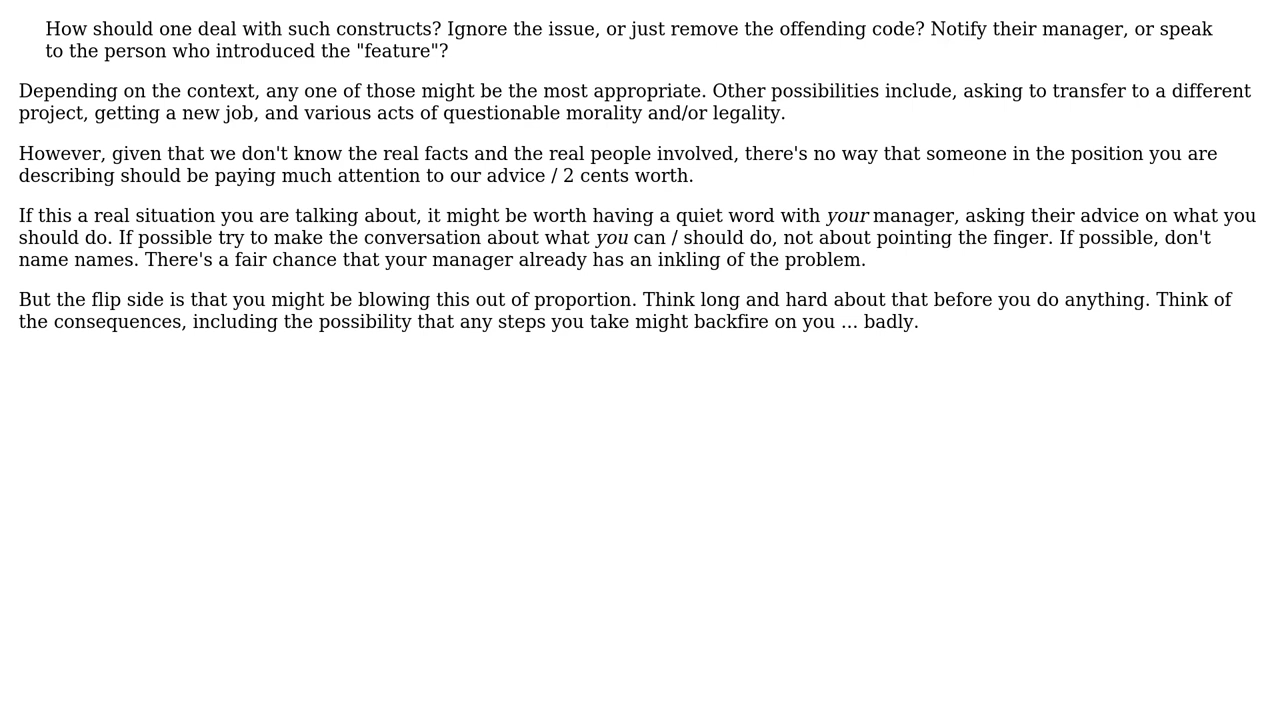 How should one deal with such constructs? Ignore the issue, or just remove the offending code? Notify their manager, or speak
to the person who introduced the "feature"?
Depending on the context, any one of those might be the most appropriate. Other possibilities include, asking to transfer to a different
project, getting a new job, and various acts of questionable morality and/or legality.
However, given that we don't know the real facts and the real people involved, there's no way that someone in the position you are
describing should be paying much attention to our advice / 2 cents worth.
If this a real situation you are talking about, it might be worth having a quiet word with your manager, asking their advice on what you
should do. If possible try to make the conversation about what you can / should do, not about pointing the finger. If possible, don't
name names. There's a fair chance that your manager already has an inkling of the problem.
But the flip side is that you might be blowing this out of proportion. Think long and hard about that before you do anything. Think of
the consequences, including the possibility that any steps you take might backfire on you ... badly.